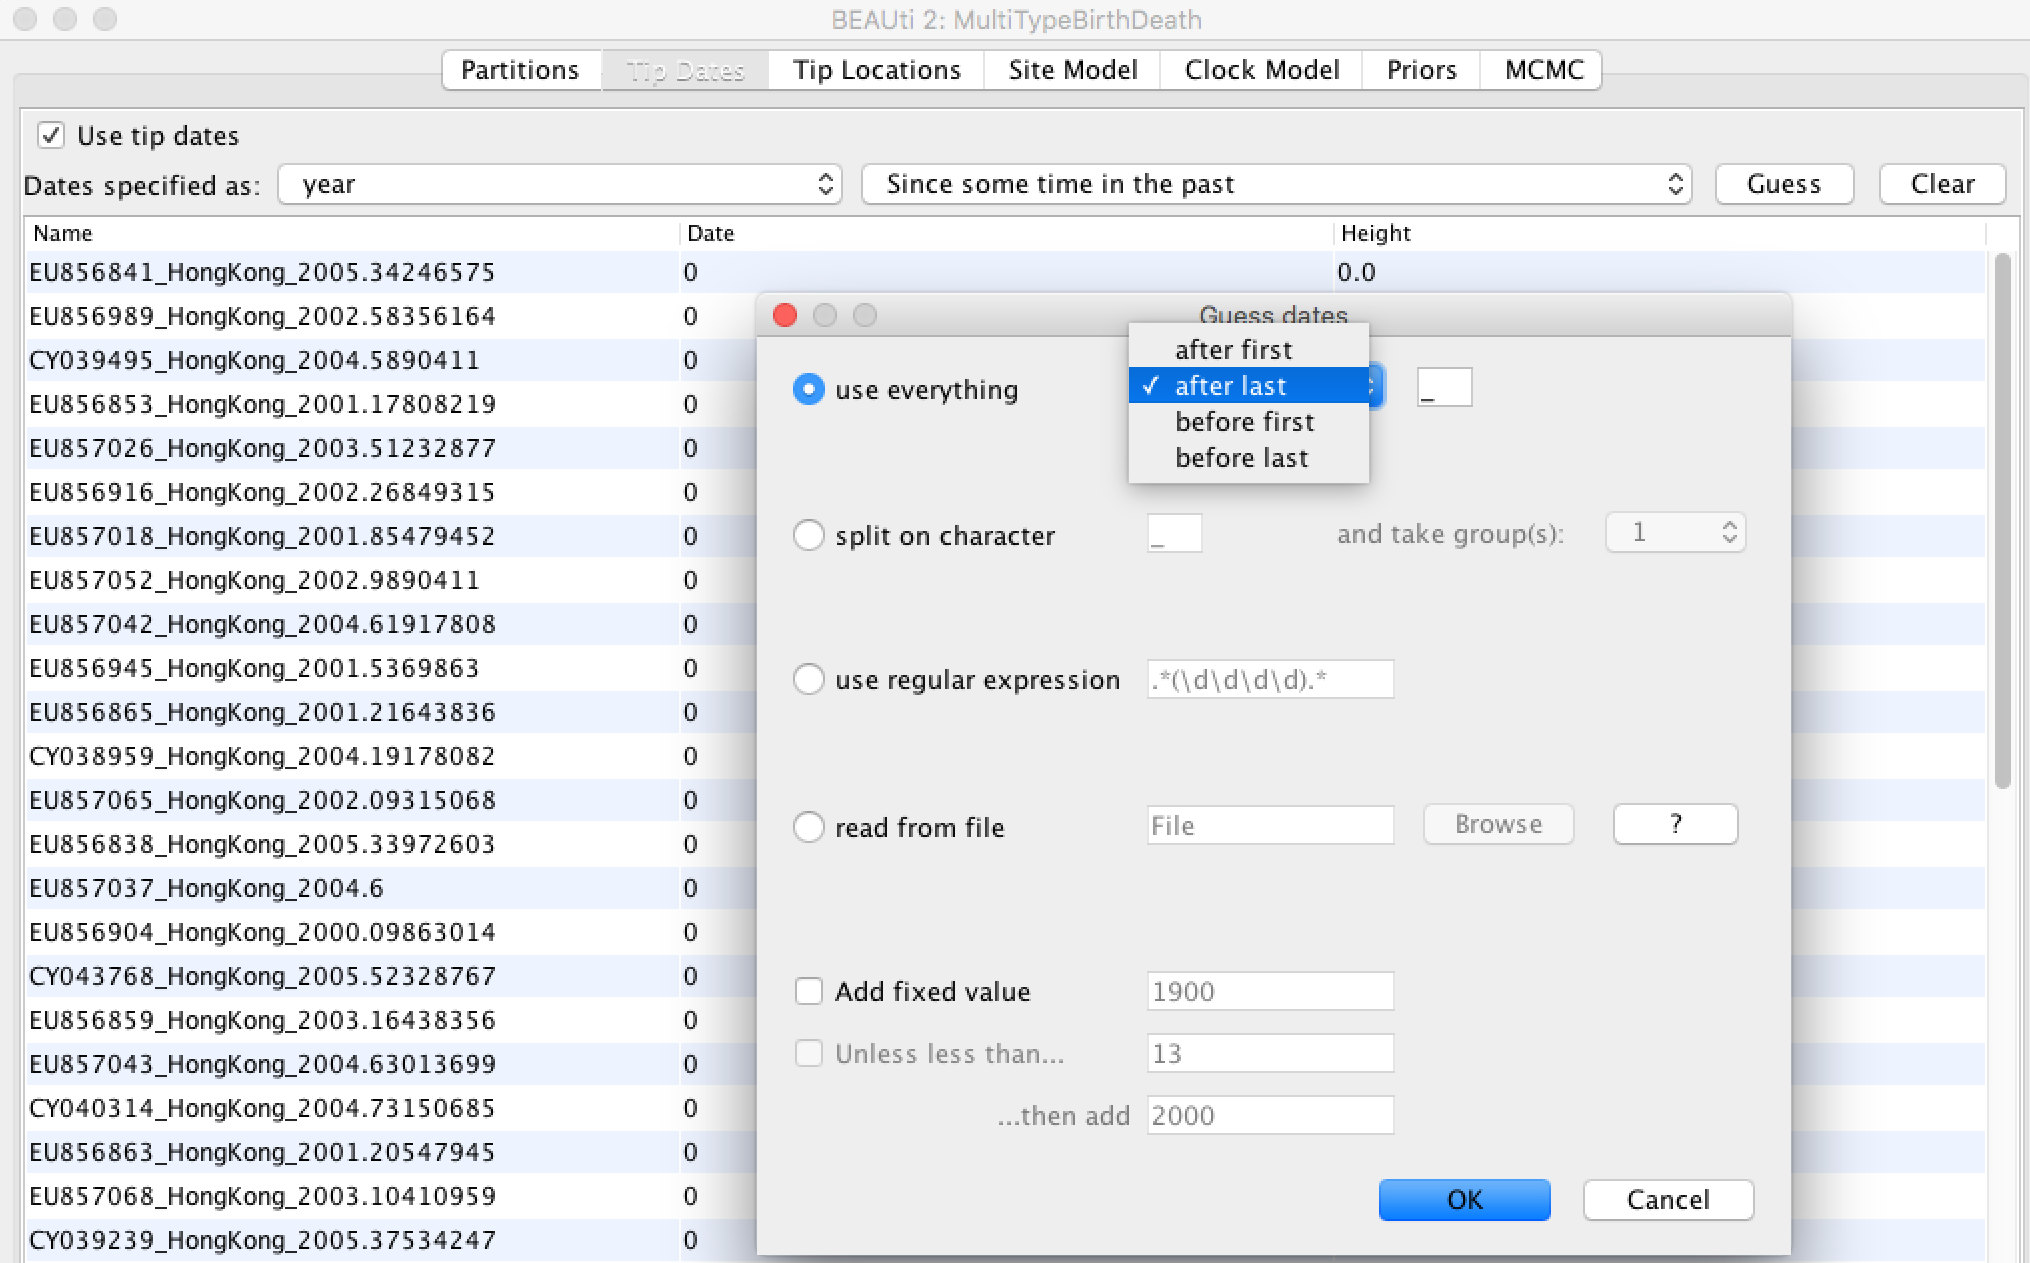 BEAUti 2: MultiTypeBirthDeath
Partitions Tip Dates Tip Locations Site Model Clock Model Priors MCMC
✓ Use tip dates
Dates specified as: year Since some time in the past Guess Clear
Name Date Height
EU856841_HongKong_2005.34246575 0 0.0
EU856989_HongKong_2002.58356164 0
CY039495_HongKong_2004.5890411 0
EU856853_HongKong_2001.17808219 0
EU857026_HongKong_2003.51232877 0
EU856916_HongKong_2002.26849315 0
EU857018_HongKong_2001.85479452 0
EU857052_HongKong_2002.9890411 0
EU857042_HongKong_2004.61917808 0
EU856945_HongKong_2001.5369863 0
EU856865_HongKong_2001.21643836 0
CY038959_HongKong_2004.19178082 0
EU857065_HongKong_2002.09315068 0
EU856838_HongKong_2005.33972603 0
EU857037_HongKong_2004.6 0
EU856904_HongKong_2000.09863014 0
CY043768_HongKong_2005.52328767 0
EU856859_HongKong_2003.16438356 0
EU857043_HongKong_2004.63013699 0
CY040314_HongKong_2004.73150685 0
EU856863_HongKong_2001.20547945 0
EU857068_HongKong_2003.10410959 0
CY039239_HongKong_2005.37534247 0
Guess dates
after first
use everything ✓ after last _
before first
before last
split on character _ and take group(s): 1
use regular expression .*(\d\d\d\d).*
read from file File Browse ?
Add fixed value 1900
Unless less than... 13
...then add 2000
OK Cancel